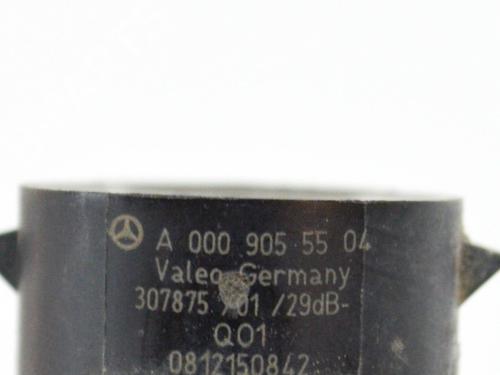 A 000 905 55 04
Valeo Germany
307875 /01 /29dB-
Q01
0812150842